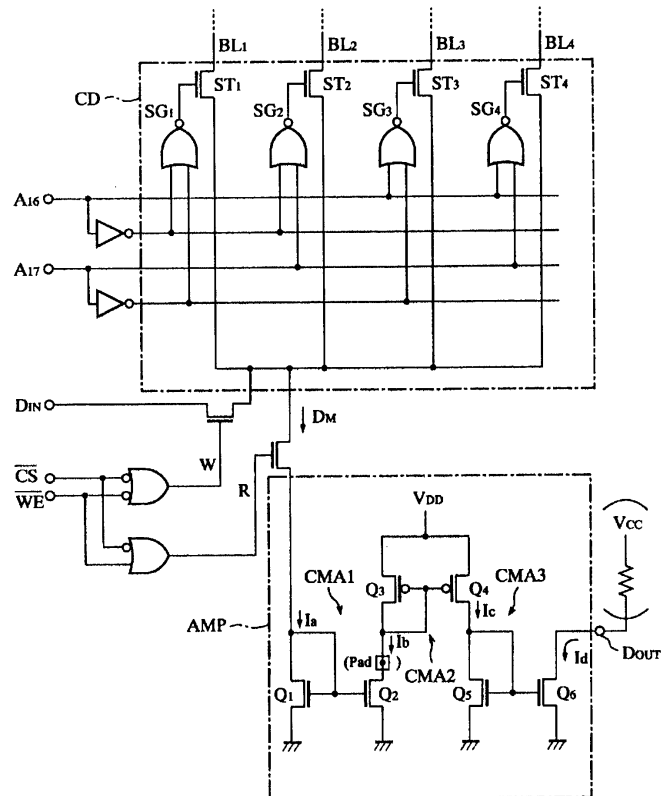 BL1 BL2 BL3 BL4
CD
ST1 ST2 ST3 ST4
SG1 SG2 SG3 SG4
A16
A17
DIN
DM
CS
W
WE
R
VDD
VCC
CMA1
Q3 Q4
CMA3
AMP
Ia
Ib
Ic
Id
DOUT
(Pad )
CMA2
Q1 Q2 Q5 Q6